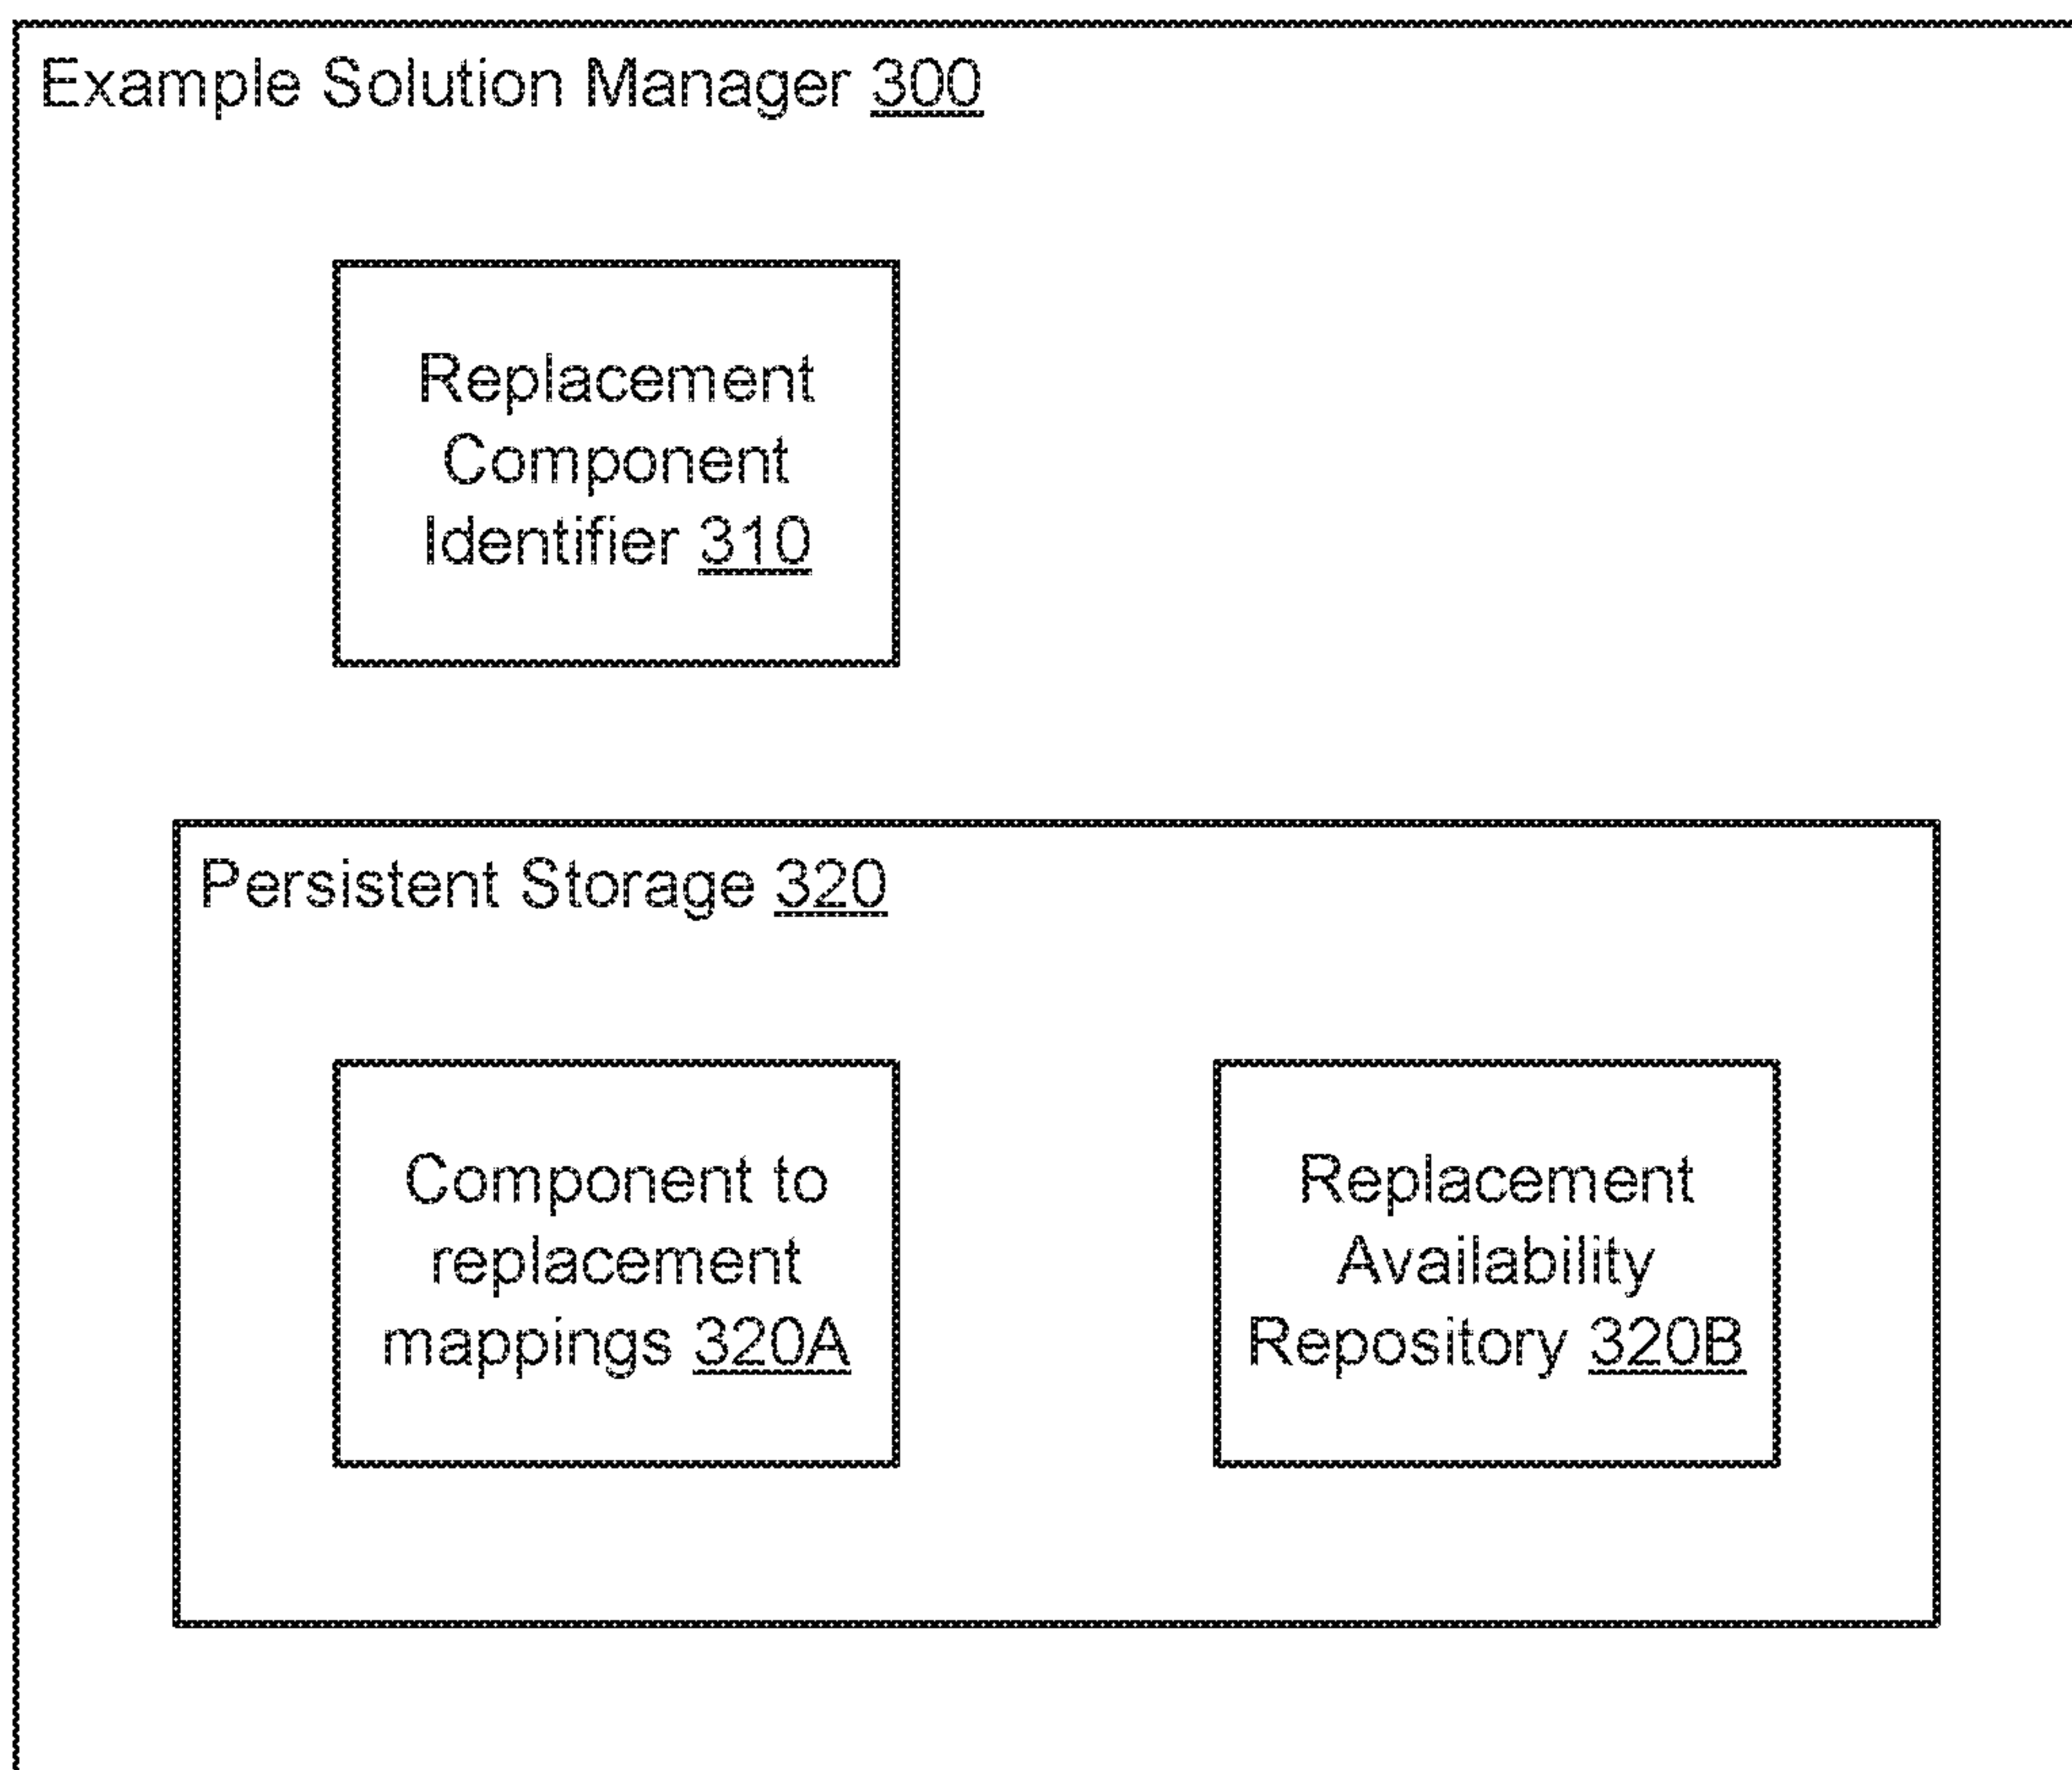 Example Solution Manager 300
Replacement
Component
Identifier 310
Persistent Storage 320
Component to
replacement
mappings 320A
Replacement
Availability
Repository 320B